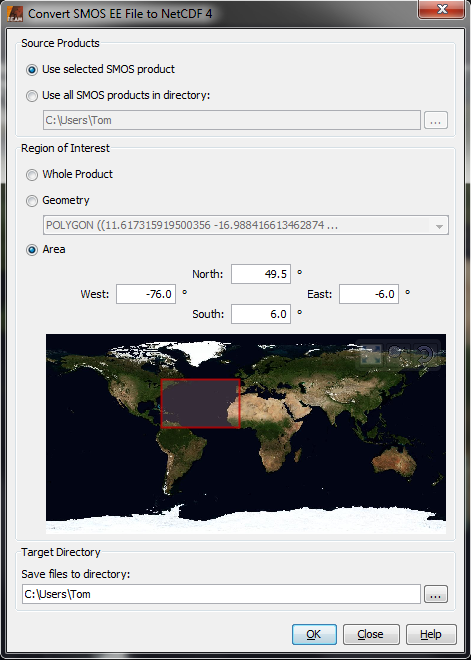 Convert SMOS EE File to NetCDF 4
Source Products
Use selected SMOS product
Use all SMOS products in directory:
C:\Users\Tom
...
Region of Interest
Whole Product
Geometry
POLYGON ((11.617315919500356 -16.988416613462874 ...
Area
North: 49.5 °
West: -76.0 ° East: -6.0 °
South: 6.0 °
Target Directory
Save files to directory:
C:\Users\Tom
...
OK Close Help